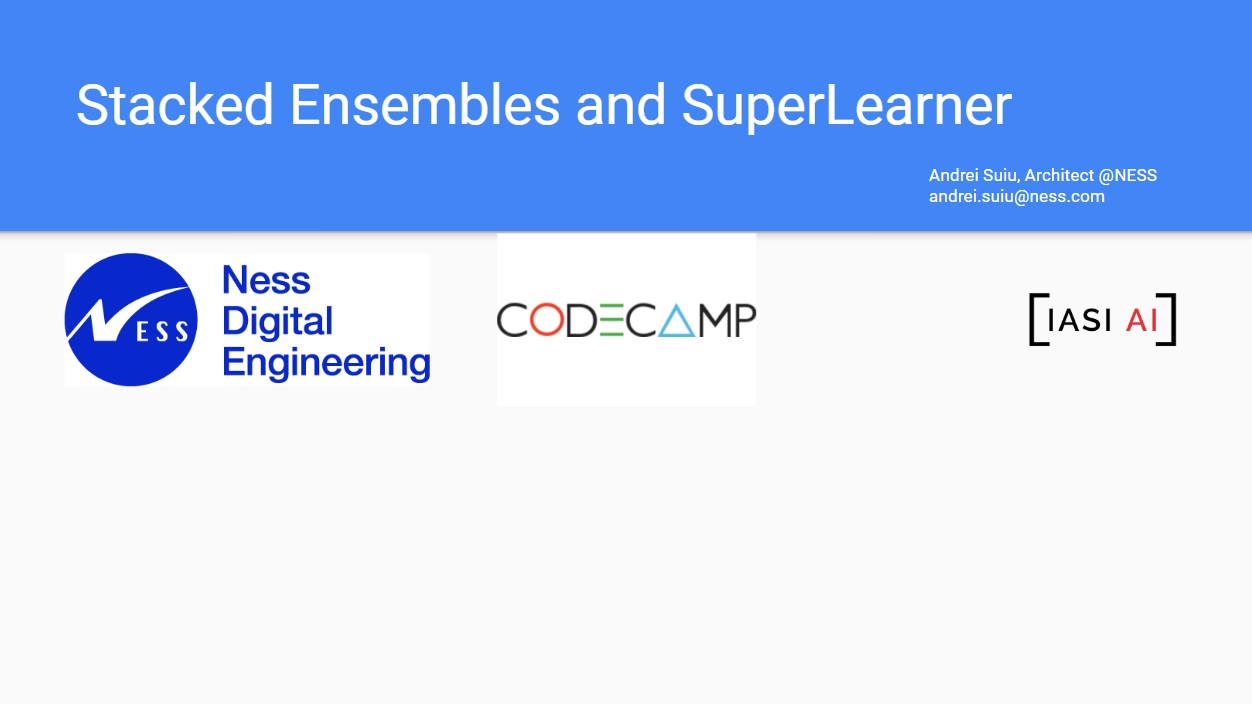 Stacked Ensembles and SuperLearner
Andrei Suiu, Architect @NESS
andrei.suiu@ness.com
NESS
Ness
Digital
Engineering
CODECAMP
[IASI AI]